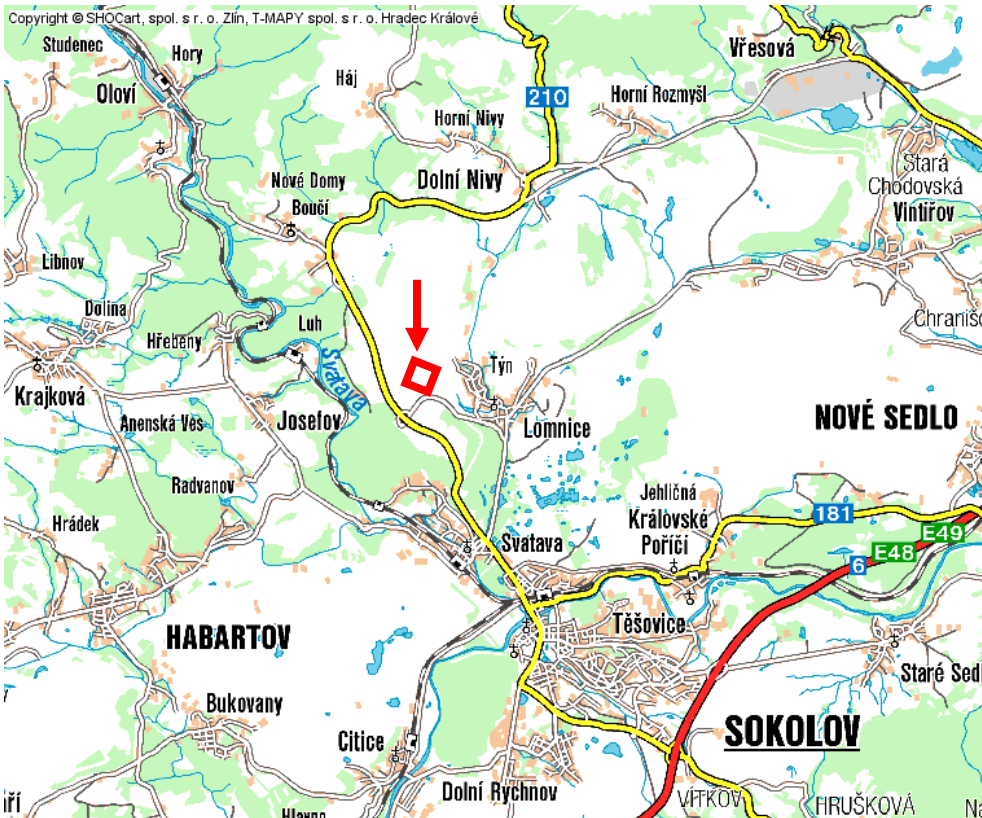 Copyright © SHOCart, spol. s r. o. Zlín, T-MAPY spol. s r. o. Hradec Králové
Studenec
Hory
Vřesová
Háj
Oloví
210
Horní Rozmyšl
Horní Nivy
Stará
Chodovská
Nové Domy
Dolní Nivy
Vintířov
Boučí
Libnov
Dolina
Luh
Chraniš
Hřebeny
Svatava
Týn
Krajková
Anenská Ves
Josefov
Lomnice
NOVÉ SEDLO
Radvanov
Jehličná
Hrádek
Královské
Poříčí
181
E49
E48
6
Svatava
HABARTOV
Těšovice
Staré Sedl
Bukovany
SOKOLOV
Citice
Dolní Rychnov
VÍTKOV
HRUŠKOVÁ